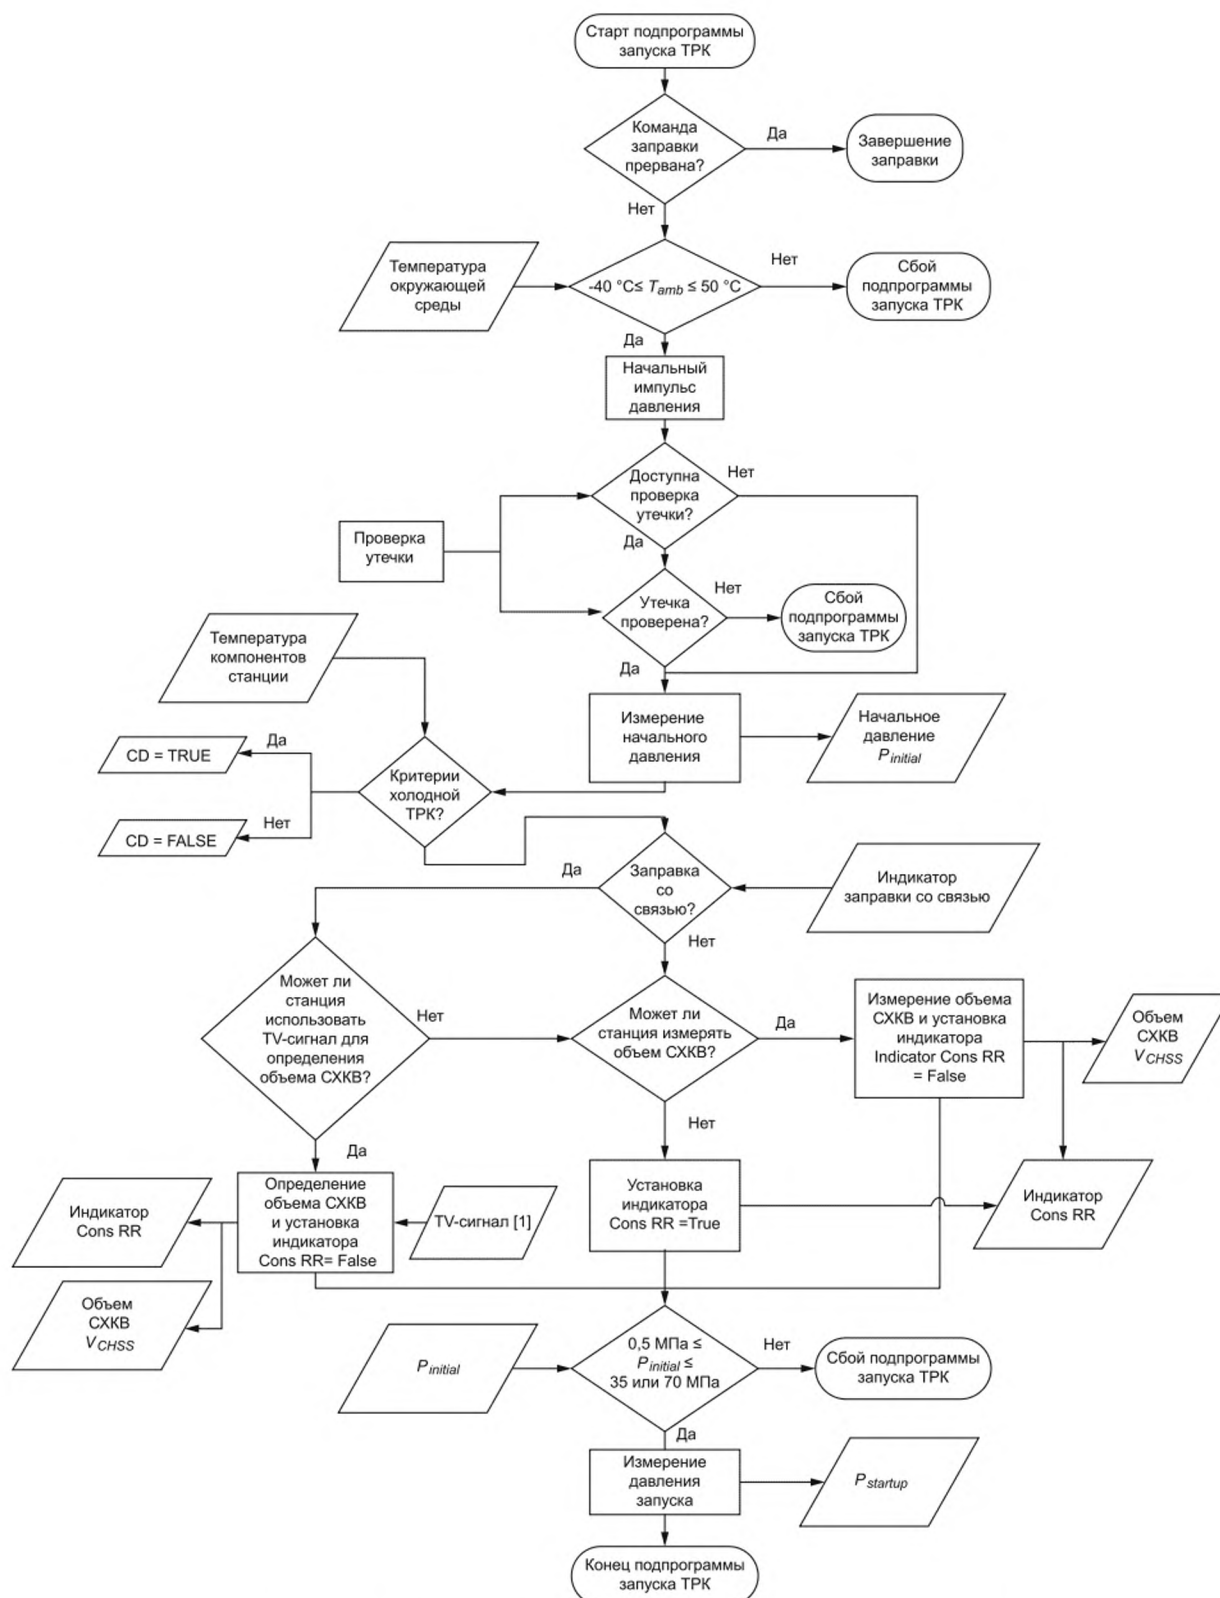 Старт подпрограммы
запуска ТРК
Команда
заправки
прервана?
Да
Завершение
заправки
Нет
Температура
окружающей
среды
-40 °C≤ Tamb ≤ 50 °C
Нет
Сбой
подпрограммы
запуска ТРК
Да
Начальный
импульс
давления
Доступна
проверка
утечки?
Нет
Проверка
утечки
Да
Утечка
проверена?
Нет
Сбой
подпрограммы
запуска ТРК
Температура
компонентов
станции
Да
Измерение
начального
давления
Начальное
давление
Pinitial
CD = TRUE
Да
Критерии
холодной
ТРК?
CD = FALSE
Нет
Да
Заправка
со
связью?
Индикатор
заправки со связью
Нет
Может ли
станция
использовать
TV-сигнал для
определения
объема СХКВ?
Нет
Может ли
станция измерять
объем СХКВ?
Да
Измерение объема
СХКВ и установка
индикатора
Indicator Cons RR
= False
Объем
СХКВ
VCHSS
Да
Нет
Индикатор
Cons RR
Определение
объема СХКВ
и установка
индикатора
Cons RR= False
TV-сигнал [1]
Установка
индикатора
Cons RR =True
Индикатор
Cons RR
Объем
СХКВ
VCHSS
Pinitial
0,5 МПа ≤
Pinitial ≤
35 или 70 МПа
Нет
Сбой подпрограммы
запуска ТРК
Да
Измерение
давления
запуска
Pstartup
Конец подпрограммы
запуска ТРК